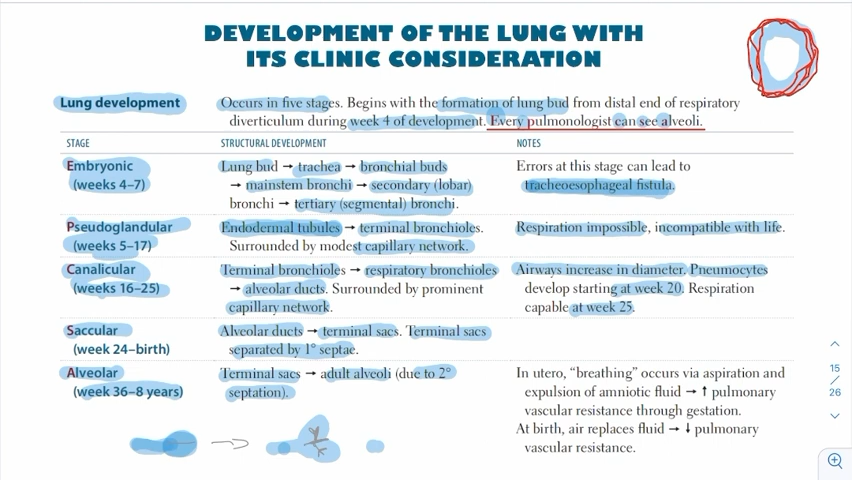 DEVELOPMENT OF THE LUNG WITH
ITS CLINIC CONSIDERATION
Lung development
Occurs in five stages. Begins with the formation of lung bud from distal end of respiratory
diverticulum during week 4 of development. Every pulmonologist can see alveoli.
STAGE STRUCTURAL DEVELOPMENT NOTES
Embryonic
(weeks 4–7)
Lung bud → trachea → bronchial buds
→ mainstem bronchi → secondary (lobar)
bronchi → tertiary (segmental) bronchi.
Errors at this stage can lead to
tracheoesophageal fistula.
Pseudoglandular
(weeks 5–17)
Endodermal tubules → terminal bronchioles.
Surrounded by modest capillary network.
Respiration impossible, incompatible with life.
Canalicular
(weeks 16–25)
Terminal bronchioles → respiratory bronchioles
→ alveolar ducts. Surrounded by prominent
capillary network.
Airways increase in diameter. Pneumocytes
develop starting at week 20. Respiration
capable at week 25.
Saccular
(week 24–birth)
Alveolar ducts → terminal sacs. Terminal sacs
separated by 1° septae.
Alveolar
(week 36–8 years)
Terminal sacs → adult alveoli (due to 2°
septation).
In utero, “breathing” occurs via aspiration and
expulsion of amniotic fluid → ↑ pulmonary
vascular resistance through gestation.
At birth, air replaces fluid → ↓ pulmonary
vascular resistance.
15
/
26